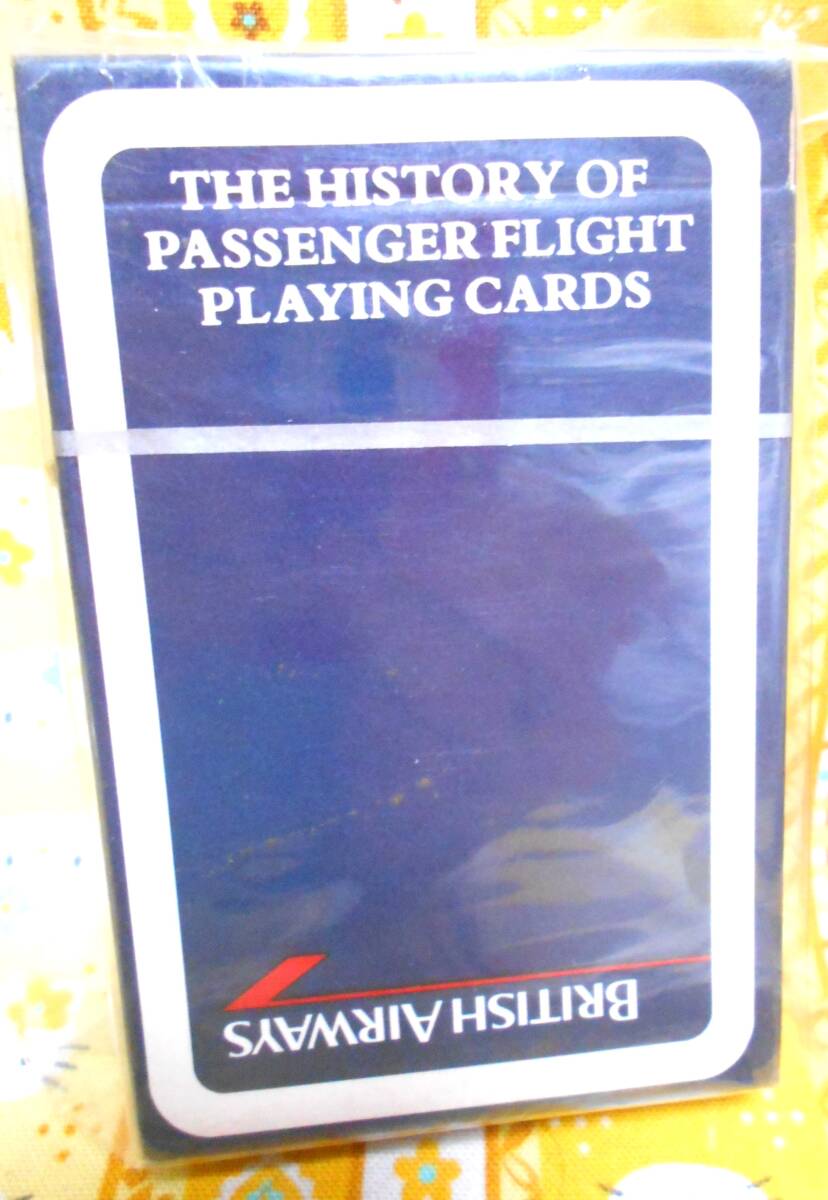 THE HISTORY OF
PASSENGER FLIGHT
PLAYING CARDS
BRITISH AIRWAYS